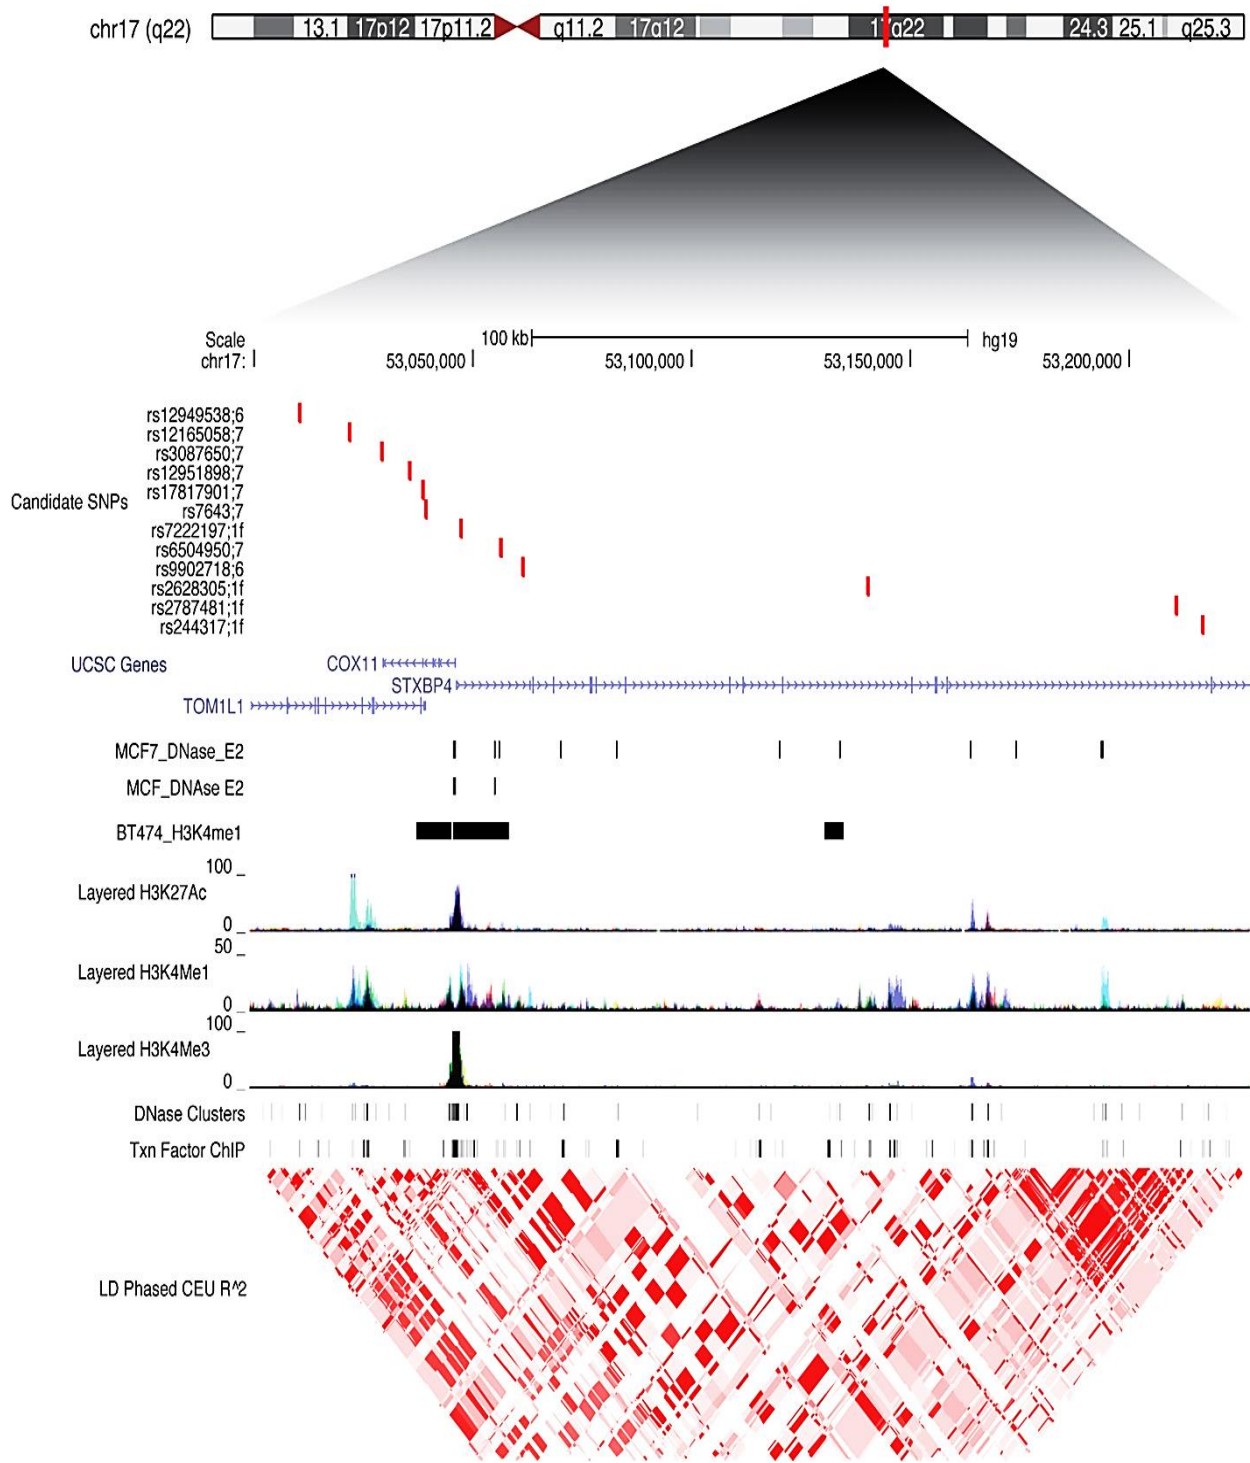 chr17 (q22) 13.1 17p12 17p11.2 q11.2 17q12 17q22 24.3 25.1 q25.3
Scale 100 kb hg19
chr17: 53,050,000 53,100,000 53,150,000 53,200,000
rs12949538;6
rs12165058;7
rs3087650;7
rs12951898;7
Candidate SNPs
rs17817901;7
rs7643;7
rs7222197;1f
rs6504950;7
rs9902718;6
rs2628305;1f
rs2787481;1f
rs244317;1f
UCSC Genes COX11
STXBP4
TOM1L1
MCF7_DNase_E2
MCF_DNAse E2
BT474_H3K4me1
100
Layered H3K27Ac
0
50
Layered H3K4Me1
0
100
Layered H3K4Me3
0
DNase Clusters
Txn Factor ChIP
LD Phased CEU R^2